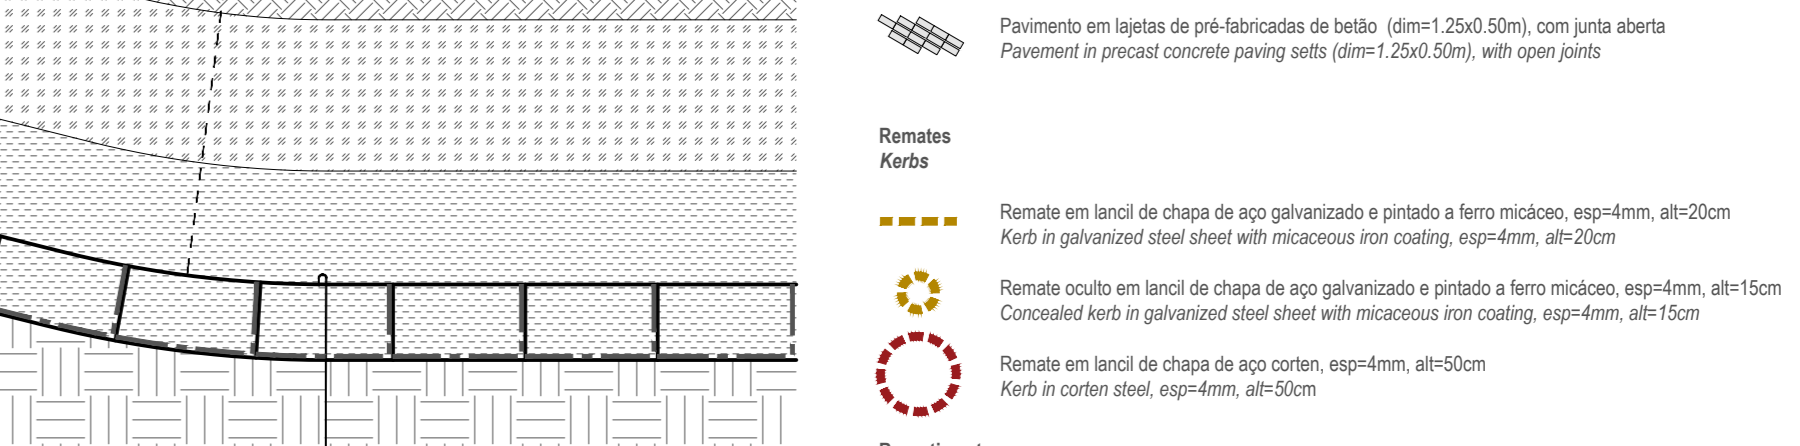 Pavimento em lajetas de pré-fabricadas de betão (dim=1.25x0.50m), com junta aberta
Pavement in precast concrete paving setts (dim=1.25x0.50m), with open joints
Remates
Kerbs
Remate em lancil de chapa de aço galvanizado e pintado a ferro micáceo, esp=4mm, alt=20cm
Kerb in galvanized steel sheet with micaceous iron coating, esp=4mm, alt=20cm
Remate oculto em lancil de chapa de aço galvanizado e pintado a ferro micáceo, esp=4mm, alt=15cm
Concealed kerb in galvanized steel sheet with micaceous iron coating, esp=4mm, alt=15cm
Remate em lancil de chapa de aço corten, esp=4mm, alt=50cm
Kerb in corten steel, esp=4mm, alt=50cm